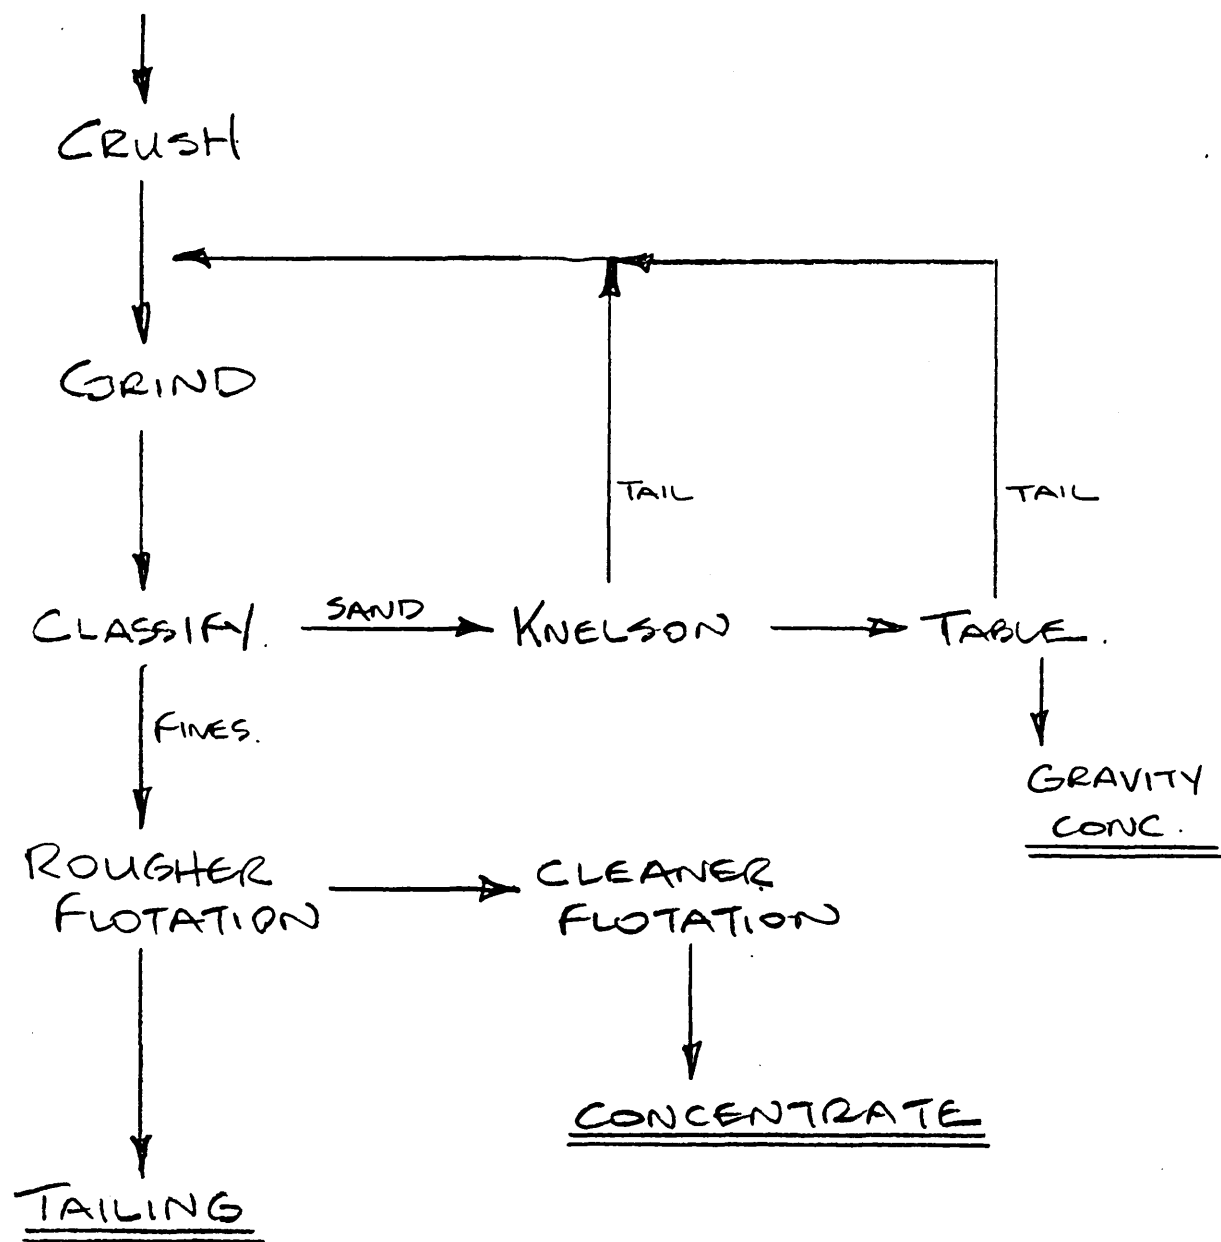 CRUSH
GRIND
TAIL
TAIL
CLASSIFY.
SAND
KNELSON
TABLE.
FINES.
GRAVITY
CONC.
ROUGHER
FLOTATION
CLEANER
FLOTATION
CONCENTRATE
TAILING